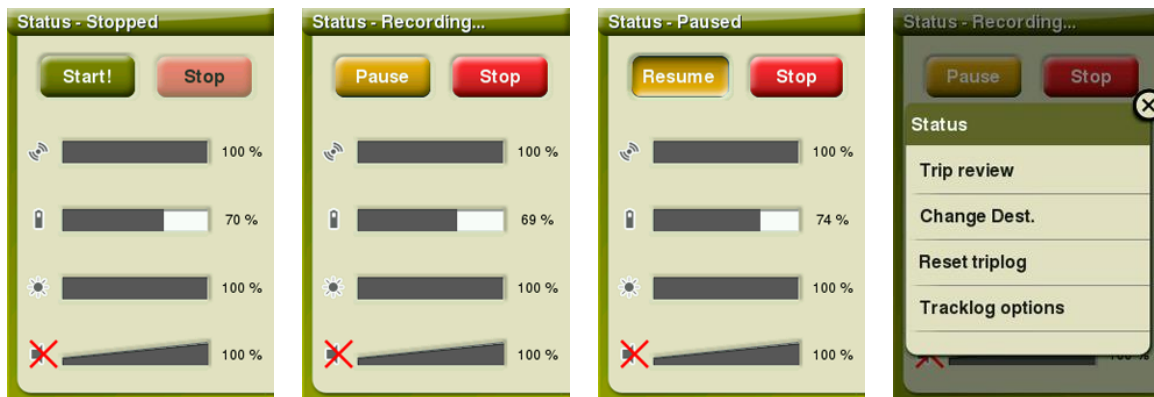 Status - Stopped
Start! Stop
100 %
70 %
100 %
100 %
Status - Recording...
Pause Stop
100 %
69 %
100 %
100 %
Status - Paused
Resume Stop
100 %
74 %
100 %
100 %
Status - Recording...
Pause Stop
Status
Trip review
Change Dest.
Reset triplog
Tracklog options